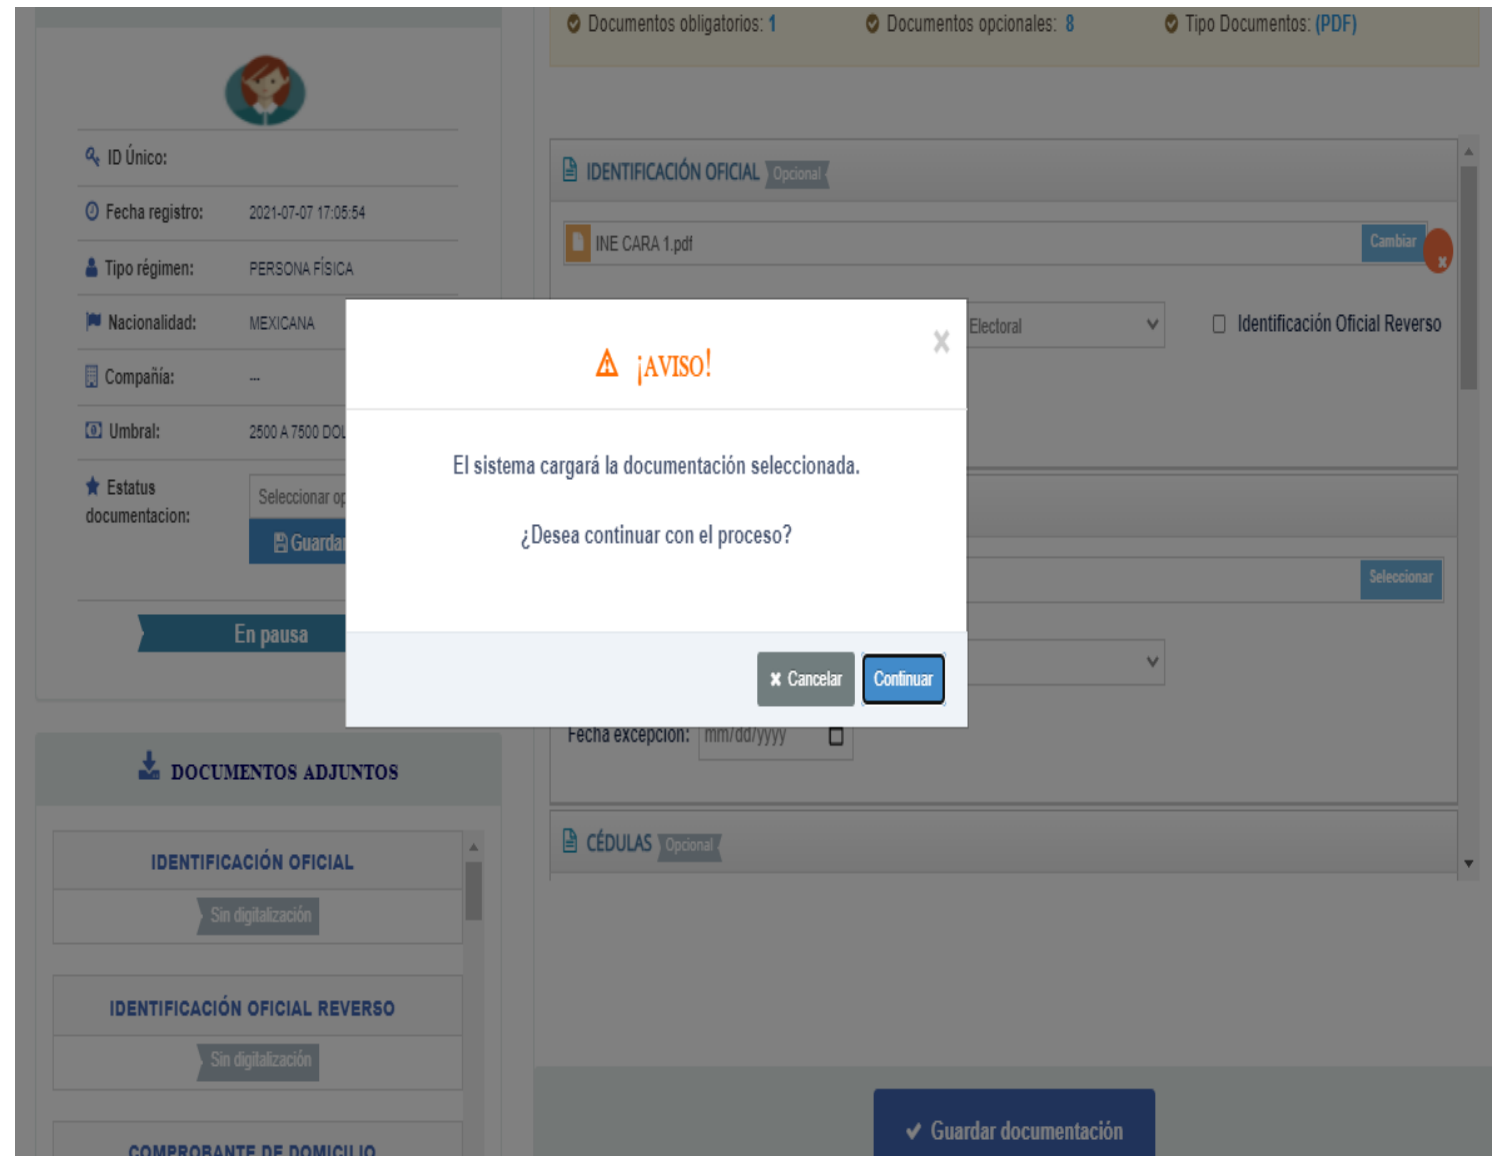 Documentos obligatorios: 1
Documentos opcionales: 8
Tipo Documentos: (PDF)
ID Único:
Fecha registro: 2021-07-07 17:05:54
Tipo régimen: PERSONA FÍSICA
Nacionalidad: MEXICANA
Compañía: --
Umbral: 2500 A 7500 DOL
Estatus
documentacion:
Seleccionar op
Guardar
En pausa
IDENTIFICACIÓN OFICIAL Opcional
INE CARA 1.pdf
Cambiar
Electoral
Identificación Oficial Reverso
¡AVISO!
El sistema cargará la documentación seleccionada.
¿Desea continuar con el proceso?
Cancelar
Continuar
Seleccionar
Fecha excepción: mm/dd/yyyy
CÉDULAS Opcional
DOCUMENTOS ADJUNTOS
IDENTIFICACIÓN OFICIAL
Sin digitalización
IDENTIFICACIÓN OFICIAL REVERSO
Sin digitalización
COMPROBANTE DE DOMICILIO
Guardar documentación